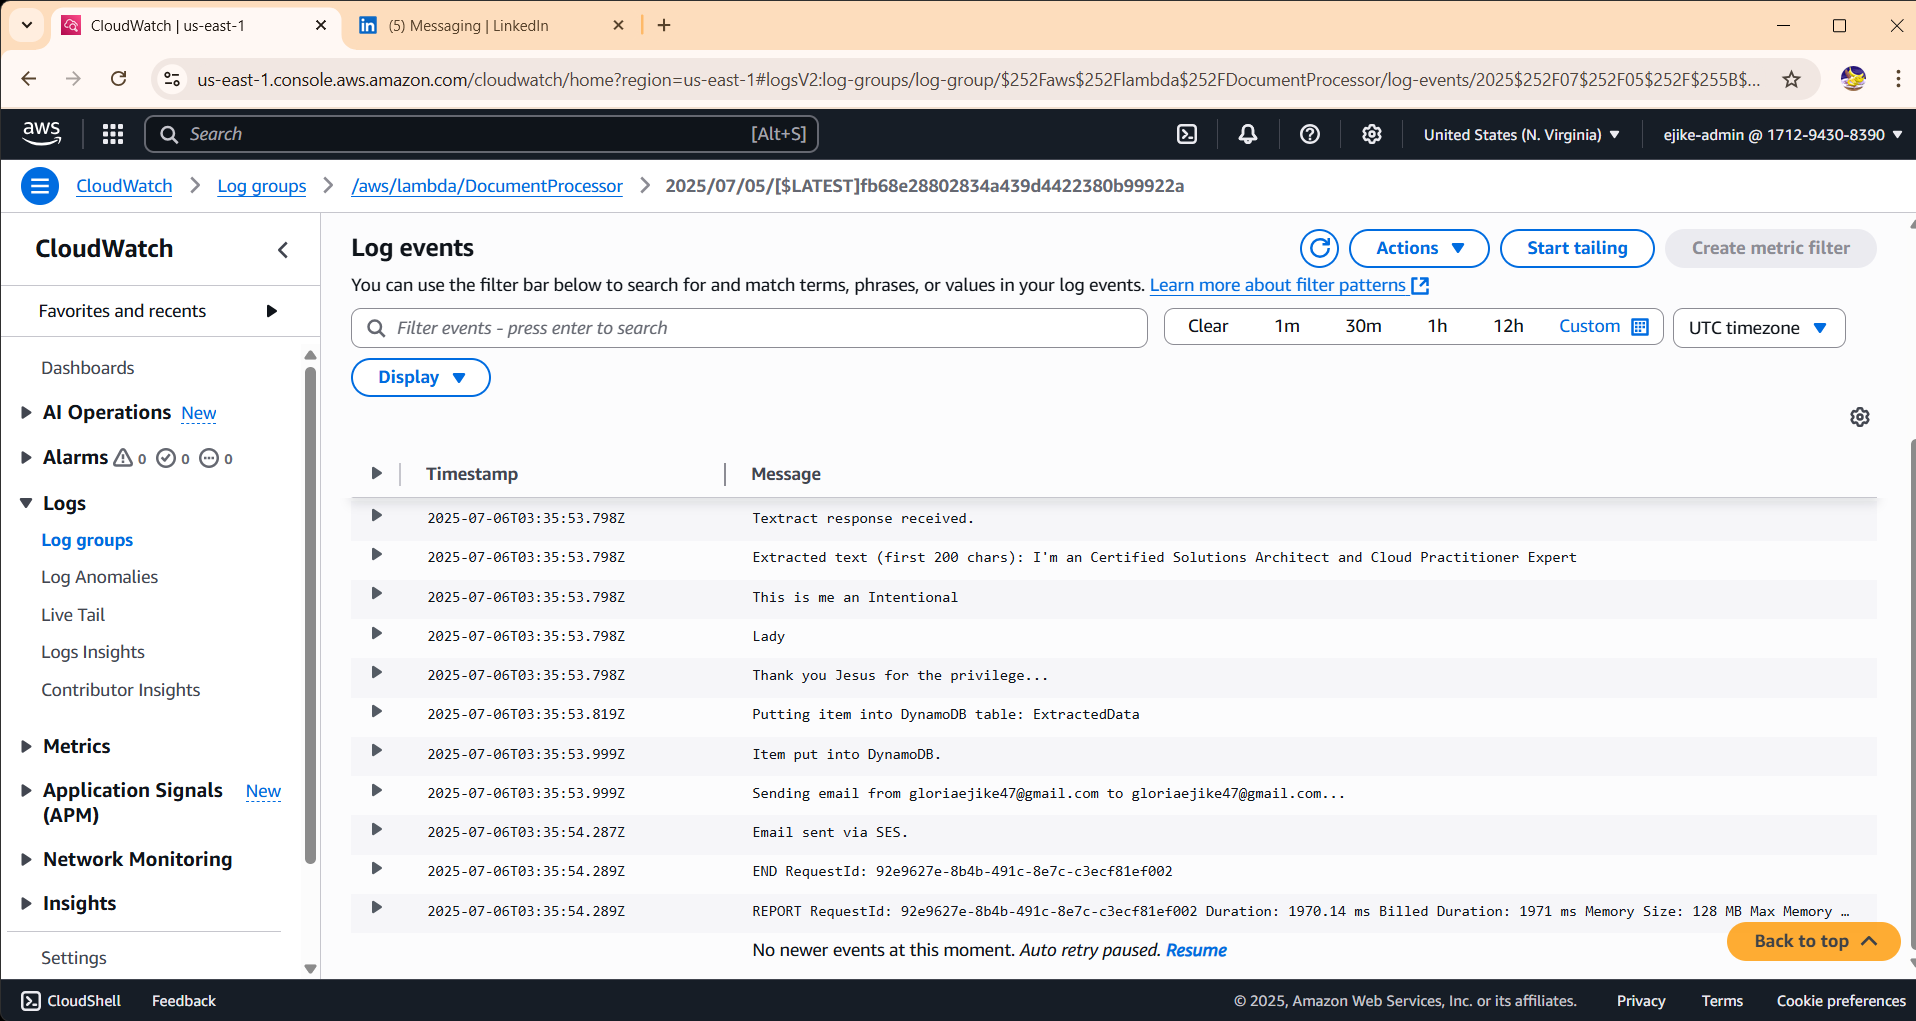 CloudWatch | us-east-1
(5) Messaging | LinkedIn
us-east-1.console.aws.amazon.com/cloudwatch/home?region=us-east-1#logsV2:log-groups/log-group/$252Faws$252Flambda$252FDocumentProcessor/log-events/2025$252F07$252F05$252F$255B$...
aws
Search
[Alt+S]
United States (N. Virginia)
ejike-admin @ 1712-9430-8390
CloudWatch
Log groups
/aws/lambda/DocumentProcessor
2025/07/05/[$LATEST]fb68e28802834a439d4422380b99922a
CloudWatch
Favorites and recents
Dashboards
AI Operations New
Alarms 0 0 0
Logs
Log groups
Log Anomalies
Live Tail
Logs Insights
Contributor Insights
Metrics
Application Signals New
(APM)
Network Monitoring
Insights
Settings
Log events
Actions
Start tailing
Create metric filter
You can use the filter bar below to search for and match terms, phrases, or values in your log events. Learn more about filter patterns
Filter events - press enter to search
Clear 1m 30m 1h 12h Custom
UTC timezone
Display
Timestamp Message
2025-07-06T03:35:53.798Z Textract response received.
2025-07-06T03:35:53.798Z Extracted text (first 200 chars): I'm an Certified Solutions Architect and Cloud Practitioner Expert
2025-07-06T03:35:53.798Z This is me an Intentional
2025-07-06T03:35:53.798Z Lady
2025-07-06T03:35:53.798Z Thank you Jesus for the privilege...
2025-07-06T03:35:53.819Z Putting item into DynamoDB table: ExtractedData
2025-07-06T03:35:53.999Z Item put into DynamoDB.
2025-07-06T03:35:53.999Z Sending email from gloriaejike47@gmail.com to gloriaejike47@gmail.com...
2025-07-06T03:35:54.287Z Email sent via SES.
2025-07-06T03:35:54.289Z END RequestId: 92e9627e-8b4b-491c-8e7c-c3ecf81ef002
2025-07-06T03:35:54.289Z REPORT RequestId: 92e9627e-8b4b-491c-8e7c-c3ecf81ef002 Duration: 1970.14 ms Billed Duration: 1971 ms Memory Size: 128 MB Max Memory …
No newer events at this moment. Auto retry paused. Resume
Back to top
CloudShell
Feedback
© 2025, Amazon Web Services, Inc. or its affiliates.
Privacy
Terms
Cookie preferences